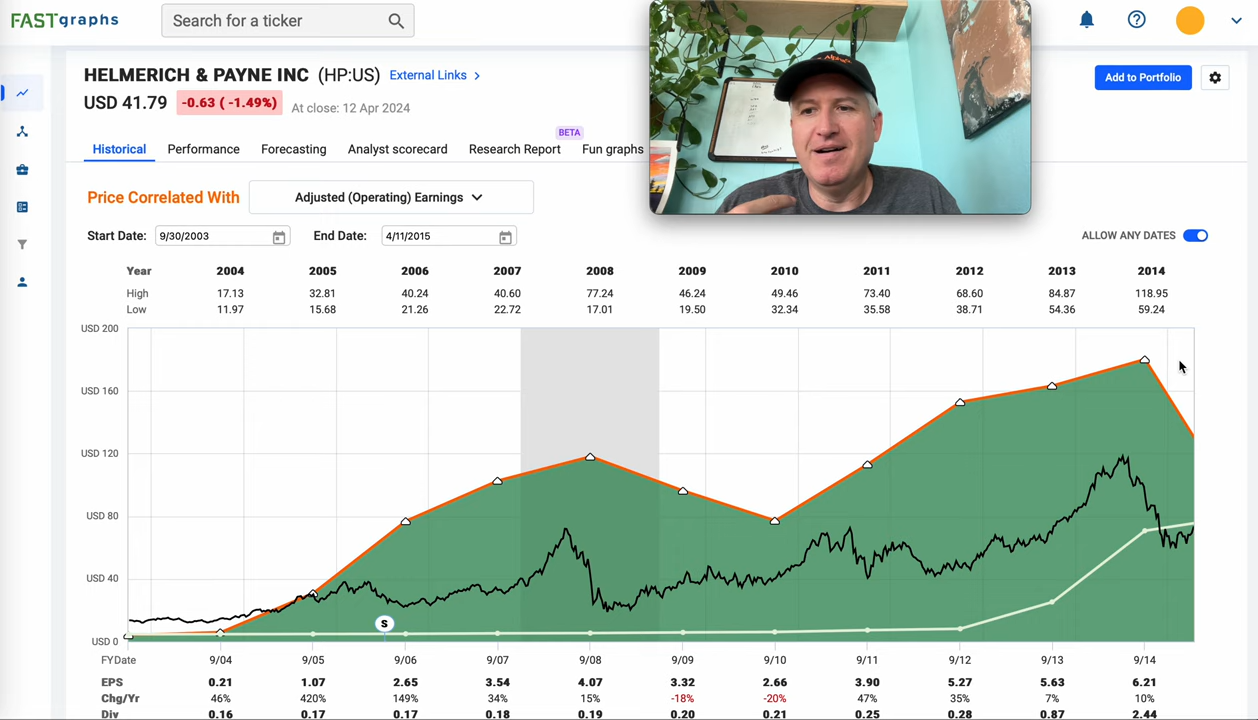 FAST graphs
Search for a ticker
HELMERICH & PAYNE INC (HP:US) External Links
USD 41.79 -0.63 ( -1.49%) At close: 12 Apr 2024
Add to Portfolio
BETA
Historical Performance Forecasting Analyst scorecard Research Report Fun graphs
Price Correlated With Adjusted (Operating) Earnings
Start Date: 9/30/2003 End Date: 4/11/2015 ALLOW ANY DATES
Year 2004 2005 2006 2007 2008 2009 2010 2011 2012 2013 2014
High 17.13 32.81 40.24 40.60 77.24 46.24 49.46 73.40 68.60 84.87 118.95
Low 11.97 15.68 21.26 22.72 17.01 19.50 32.34 35.58 38.71 54.36 59.24
USD 200
USD 160
USD 120
USD 80
USD 40
S
USD 0
FYDate 9/04 9/05 9/06 9/07 9/08 9/09 9/10 9/11 9/12 9/13 9/14
EPS 0.21 1.07 2.65 3.54 4.07 3.32 2.66 3.90 5.27 5.63 6.21
Chg/Yr 46% 420% 149% 34% 15% -18% -20% 47% 35% 7% 10%
Div 0.16 0.17 0.17 0.18 0.19 0.20 0.21 0.25 0.28 0.87 2.44